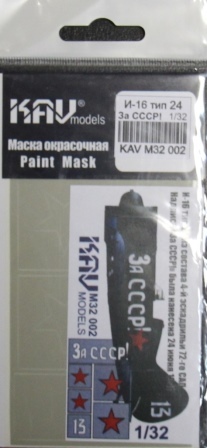 KAV®
models
И-16 тип 24
За СССР! 1/32
KAV M32 002
Маска окрасочная
Paint Mask
KAV
MODELS
M32 002
За СССР!
13
За СССР!
13
1/32